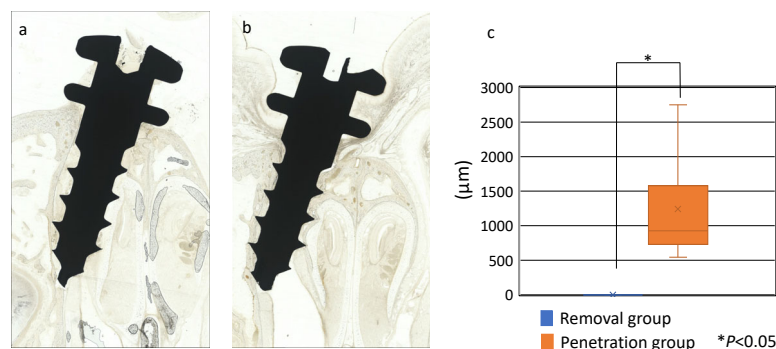 a
b
c
*
3000
2500
2000
1500
1000
500
0
(μm)
Removal group
Penetration group
*P<0.05